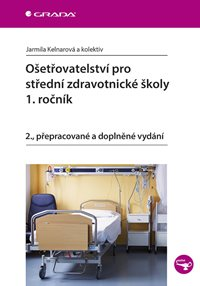 GRADA
Jarmila Kelnarová a kolektiv
Ošetřovatelství pro
střední zdravotnické školy
1. ročník
2., přepracované a doplněné vydání